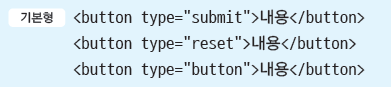 기본형 <button type="submit">내용</button>
<button type="reset">내용</button>
<button type="button">내용</button>